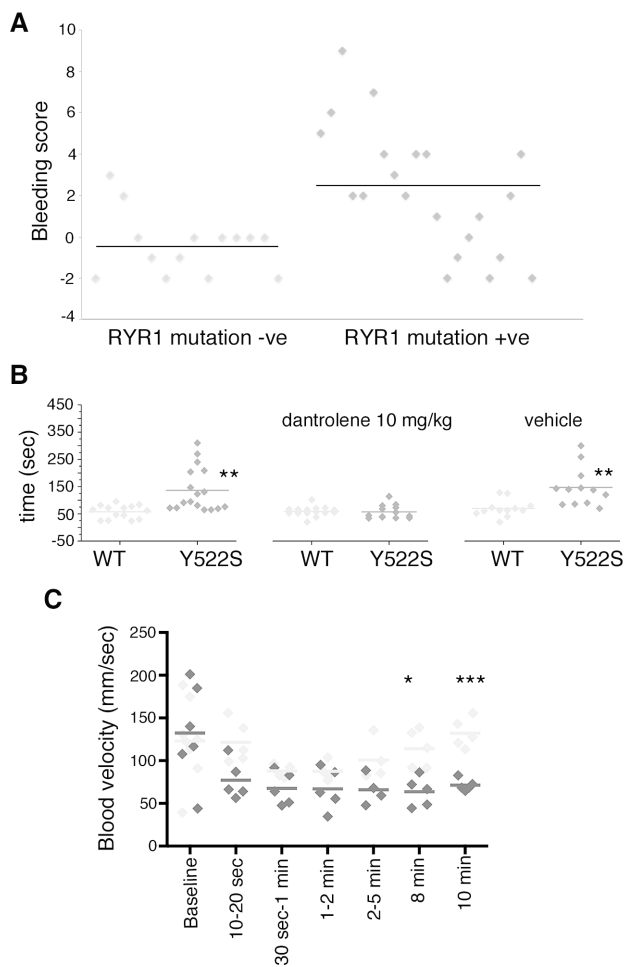 A
10
8
6
4
2
0
-2
-4
Bleeding score
RYR1 mutation -ve
RYR1 mutation +ve
B
450
350
250
150
50
-50
time (sec)
dantrolene 10 mg/kg
vehicle
**
**
WT
Y522S
WT
Y522S
WT
Y522S
C
250
200
150
100
50
0
Blood velocity (mm/sec)
*
***
Baseline
10-20 sec
30 sec-1 min
1-2 min
2-5 min
8 min
10 min